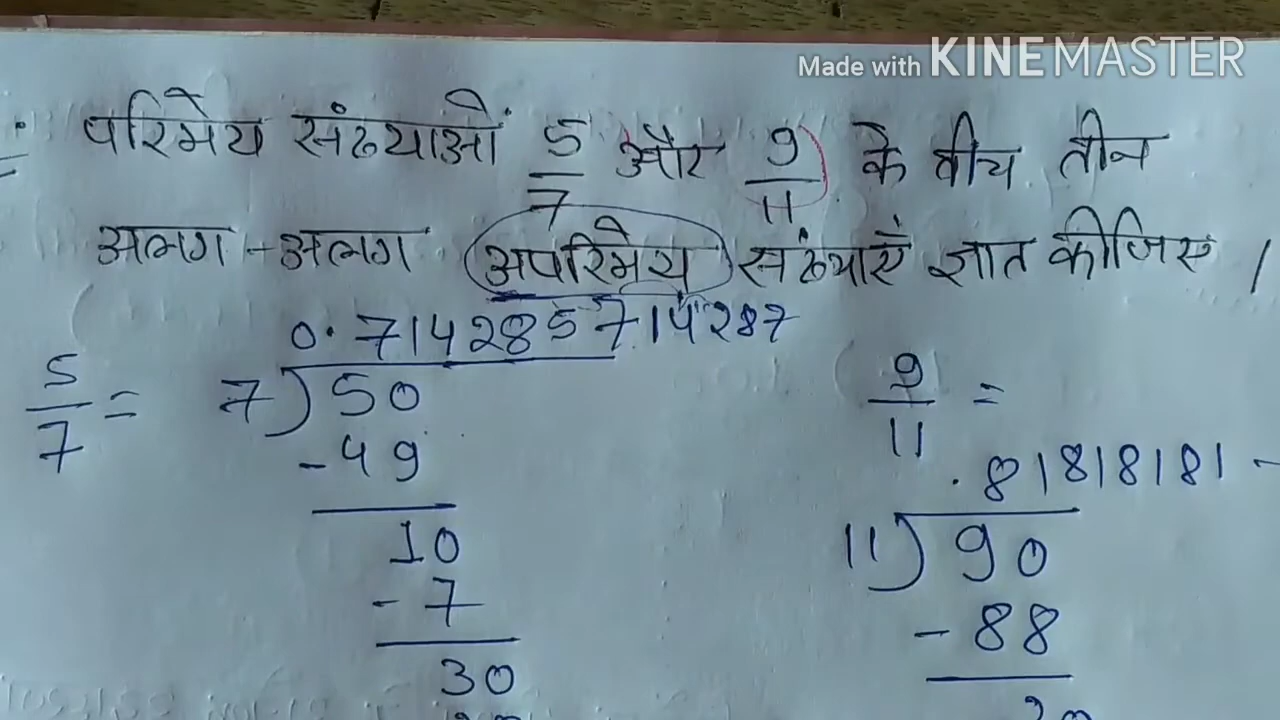 Made with KINEMASTER
परिमेय संख्याओं 5/7 और 9/11 के बीच तीन
अलग-अलग अपरिमेय संख्याएँ ज्ञात कीजिए ।
0.714285714287
5/7 = 7)50
-49
10
-7
30
9/11 =
.81818181-
11)90
-88
20